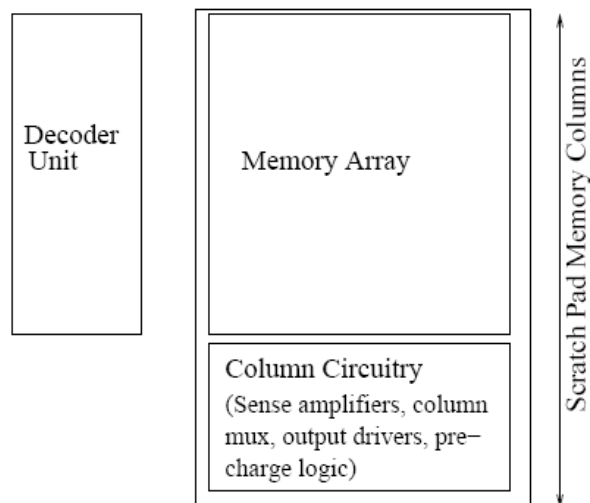 Decoder
Unit
Memory Array
Column Circuitry
(Sense amplifiers, column
mux, output drivers, pre−
charge logic)
Scratch Pad Memory Columns